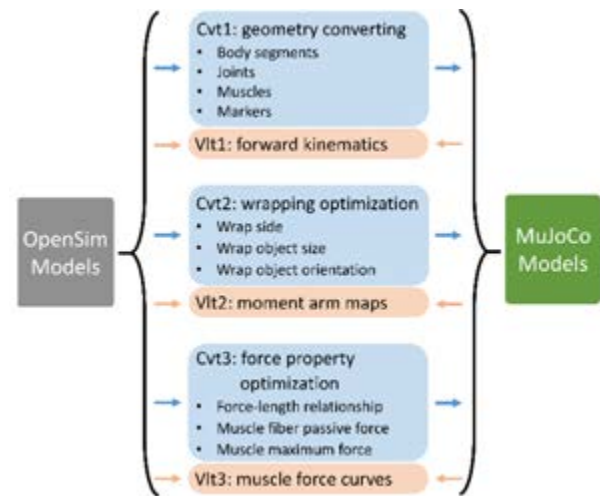 OpenSim
Models
Cvt1: geometry converting
• Body segments
• Joints
• Muscles
• Markers
Vlt1: forward kinematics
Cvt2: wrapping optimization
• Wrap side
• Wrap object size
• Wrap object orientation
Vlt2: moment arm maps
Cvt3: force property
optimization
• Force-length relationship
• Muscle fiber passive force
• Muscle maximum force
Vlt3: muscle force curves
MuJoCo
Models